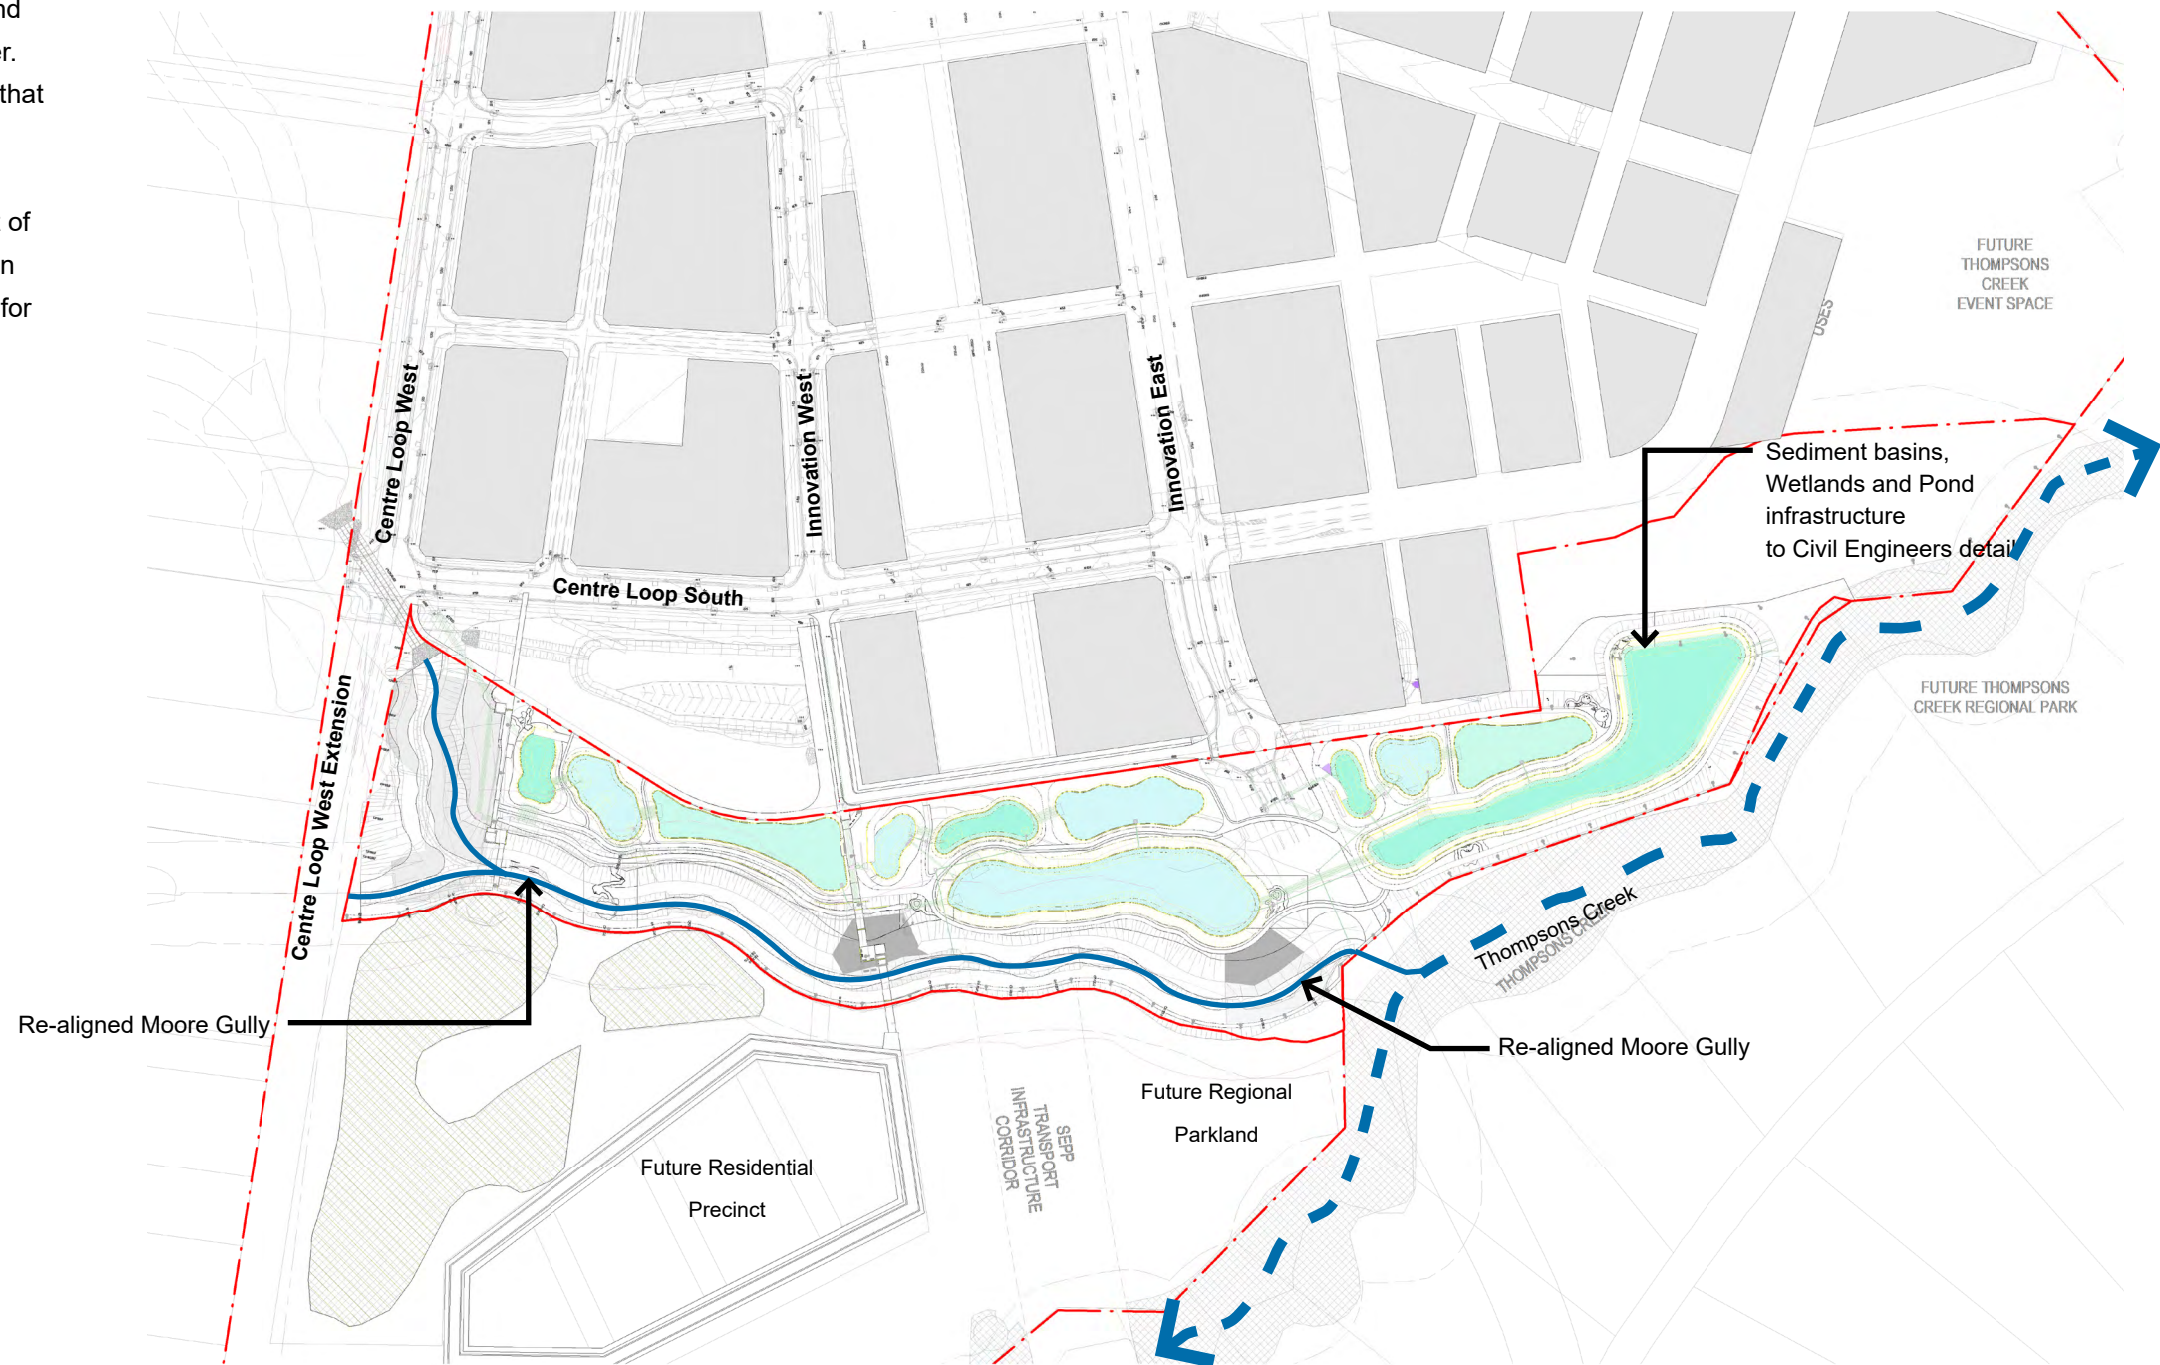 nd
er.
that
of
n
for
FUTURE
THOMPSONS
CREEK
EVENT SPACE
USES
Centre Loop West
Innovation West
Innovation East
Sediment basins,
Wetlands and Pond
infrastructure
to Civil Engineers detail
Centre Loop South
FUTURE THOMPSONS
CREEK REGIONAL PARK
Centre Loop West Extension
Thompsons Creek
THOMPSONS CREEK
Re-aligned Moore Gully
Re-aligned Moore Gully
Future Regional
Parkland
SEPP
TRANSPORT
INFRASTRUCTURE
CORRIDOR
Future Residential
Precinct